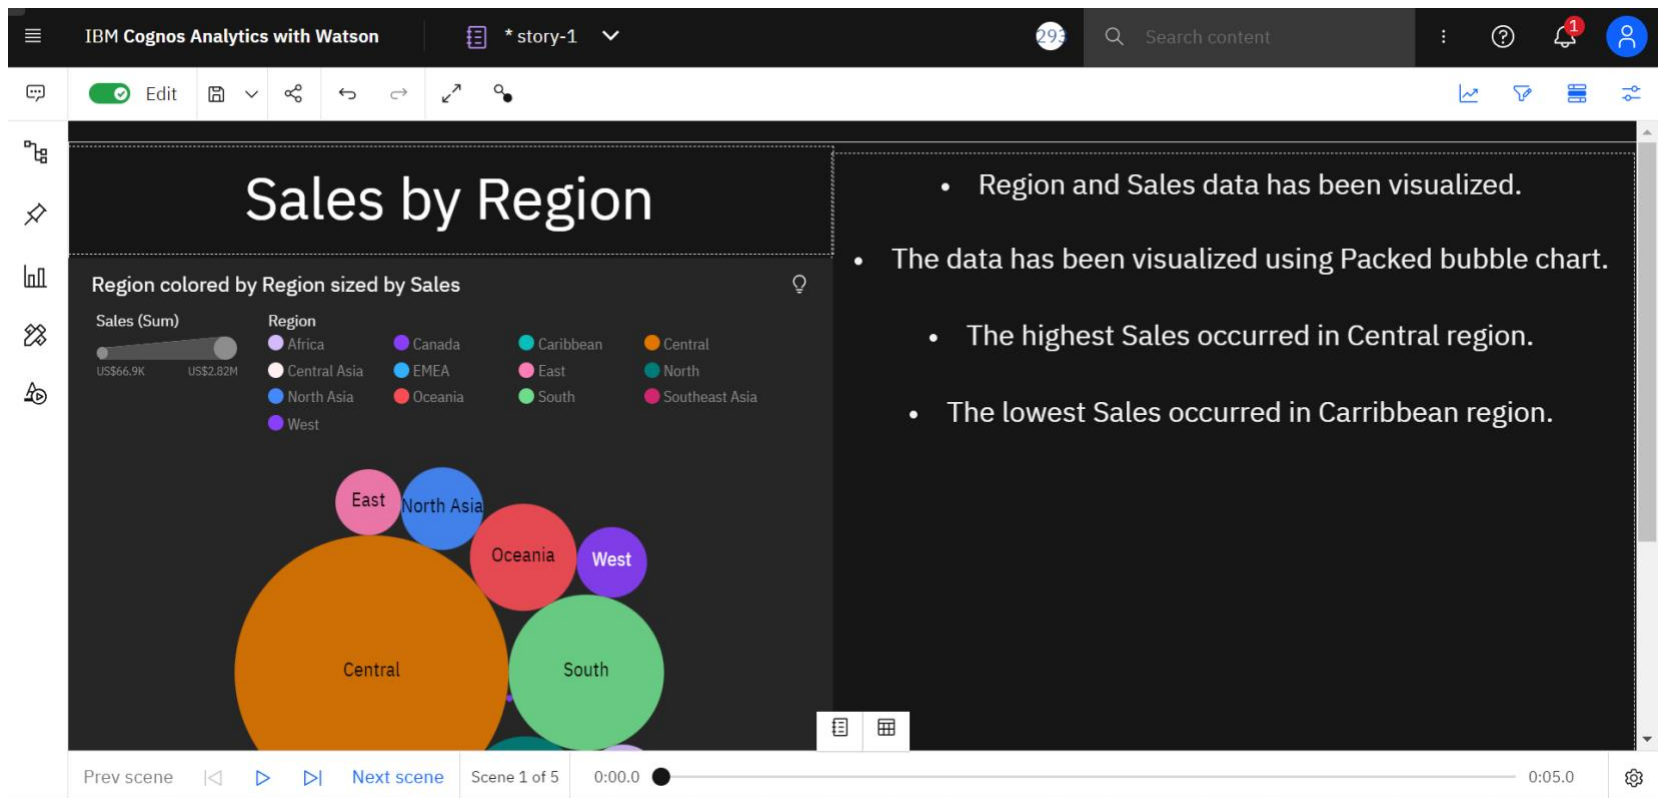 IBM Cognos Analytics with Watson
* story-1
293
Search content
1
Edit
Sales by Region
Region colored by Region sized by Sales
Sales (Sum)
US$66.9K US$2.82M
Region
Africa Canada Caribbean Central
Central Asia EMEA East North
North Asia Oceania South Southeast Asia
West
East
North Asia
Oceania
West
Central
South
• Region and Sales data has been visualized.
• The data has been visualized using Packed bubble chart.
• The highest Sales occurred in Central region.
• The lowest Sales occurred in Carribbean region.
Prev scene Next scene Scene 1 of 5 0:00.0 0:05.0